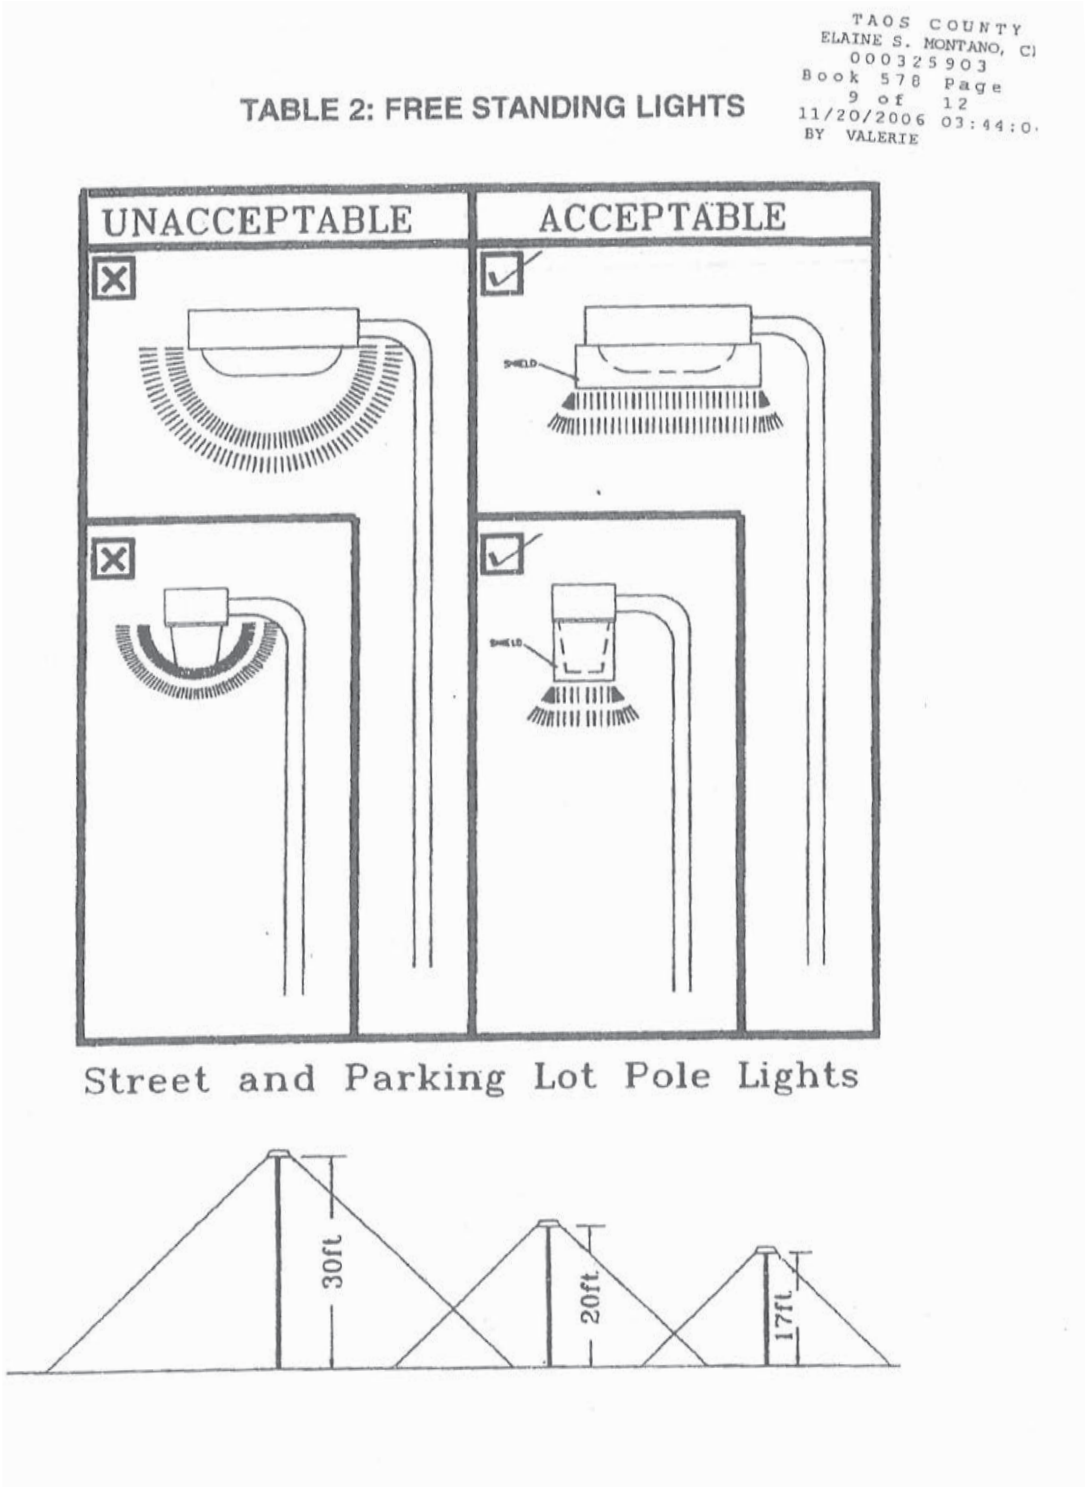 TAOS COUNTY
ELAINE S. MONTANO,
000325903
Book 578 Page
9 of 12
11/20/2006 03:44:0
BY VALERIE
TABLE 2: FREE STANDING LIGHTS
UNACCEPTABLE
ACCEPTABLE
SHIELD
SHIELD
Street and Parking Lot Pole Lights
30ft
20ft
17ft